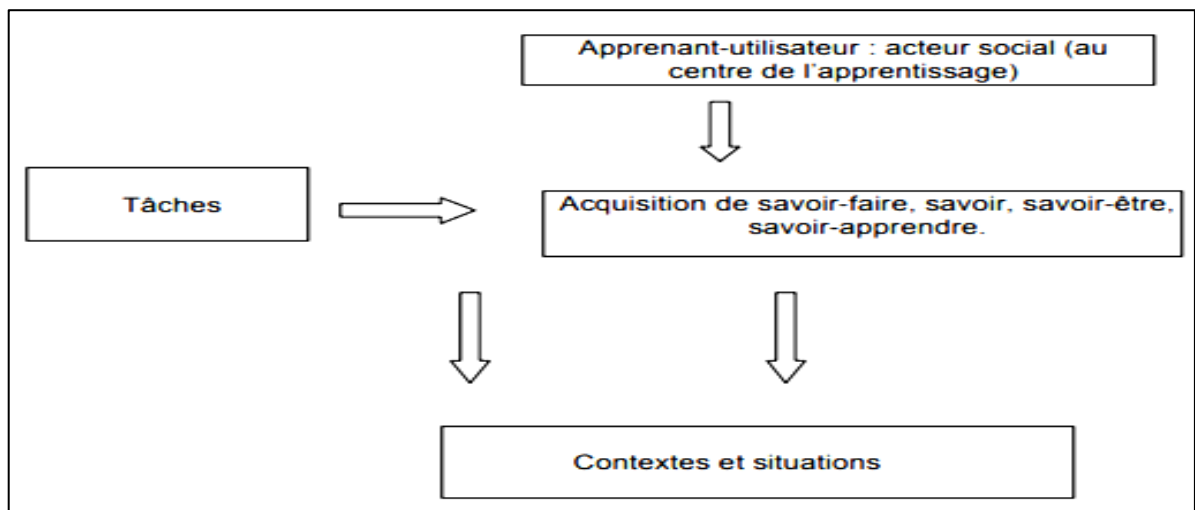 Apprenant-utilisateur : acteur social (au
centre de l'apprentissage)
Tâches
Acquisition de savoir-faire, savoir, savoir-être,
savoir-apprendre.
Contextes et situations